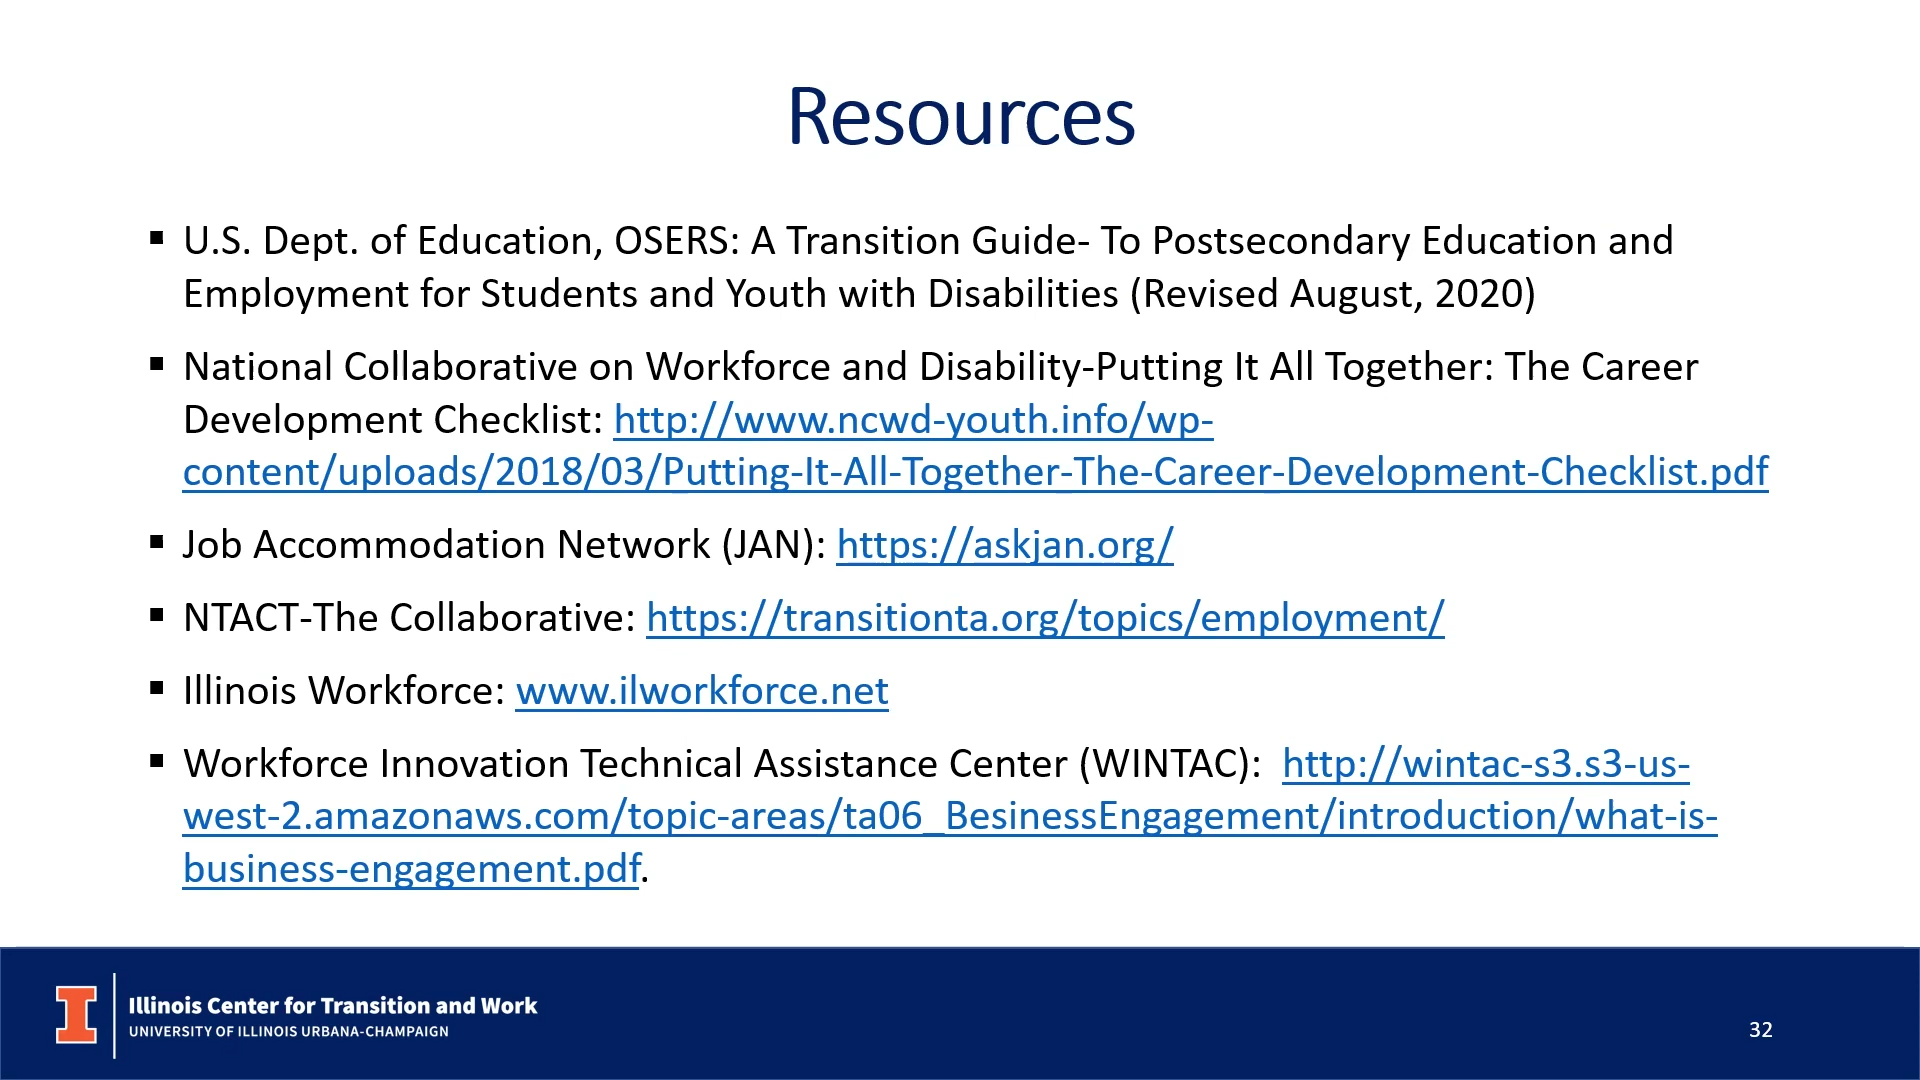 Resources
▪ U.S. Dept. of Education, OSERS: A Transition Guide- To Postsecondary Education and
Employment for Students and Youth with Disabilities (Revised August, 2020)
▪ National Collaborative on Workforce and Disability-Putting It All Together: The Career
Development Checklist: http://www.ncwd-youth.info/wp-
content/uploads/2018/03/Putting-It-All-Together-The-Career-Development-Checklist.pdf
▪ Job Accommodation Network (JAN): https://askjan.org/
▪ NTACT-The Collaborative: https://transitionta.org/topics/employment/
▪ Illinois Workforce: www.ilworkforce.net
▪ Workforce Innovation Technical Assistance Center (WINTAC):  http://wintac-s3.s3-us-
west-2.amazonaws.com/topic-areas/ta06_BesinessEngagement/introduction/what-is-
business-engagement.pdf.
I
Illinois Center for Transition and Work
UNIVERSITY OF ILLINOIS URBANA-CHAMPAIGN
32